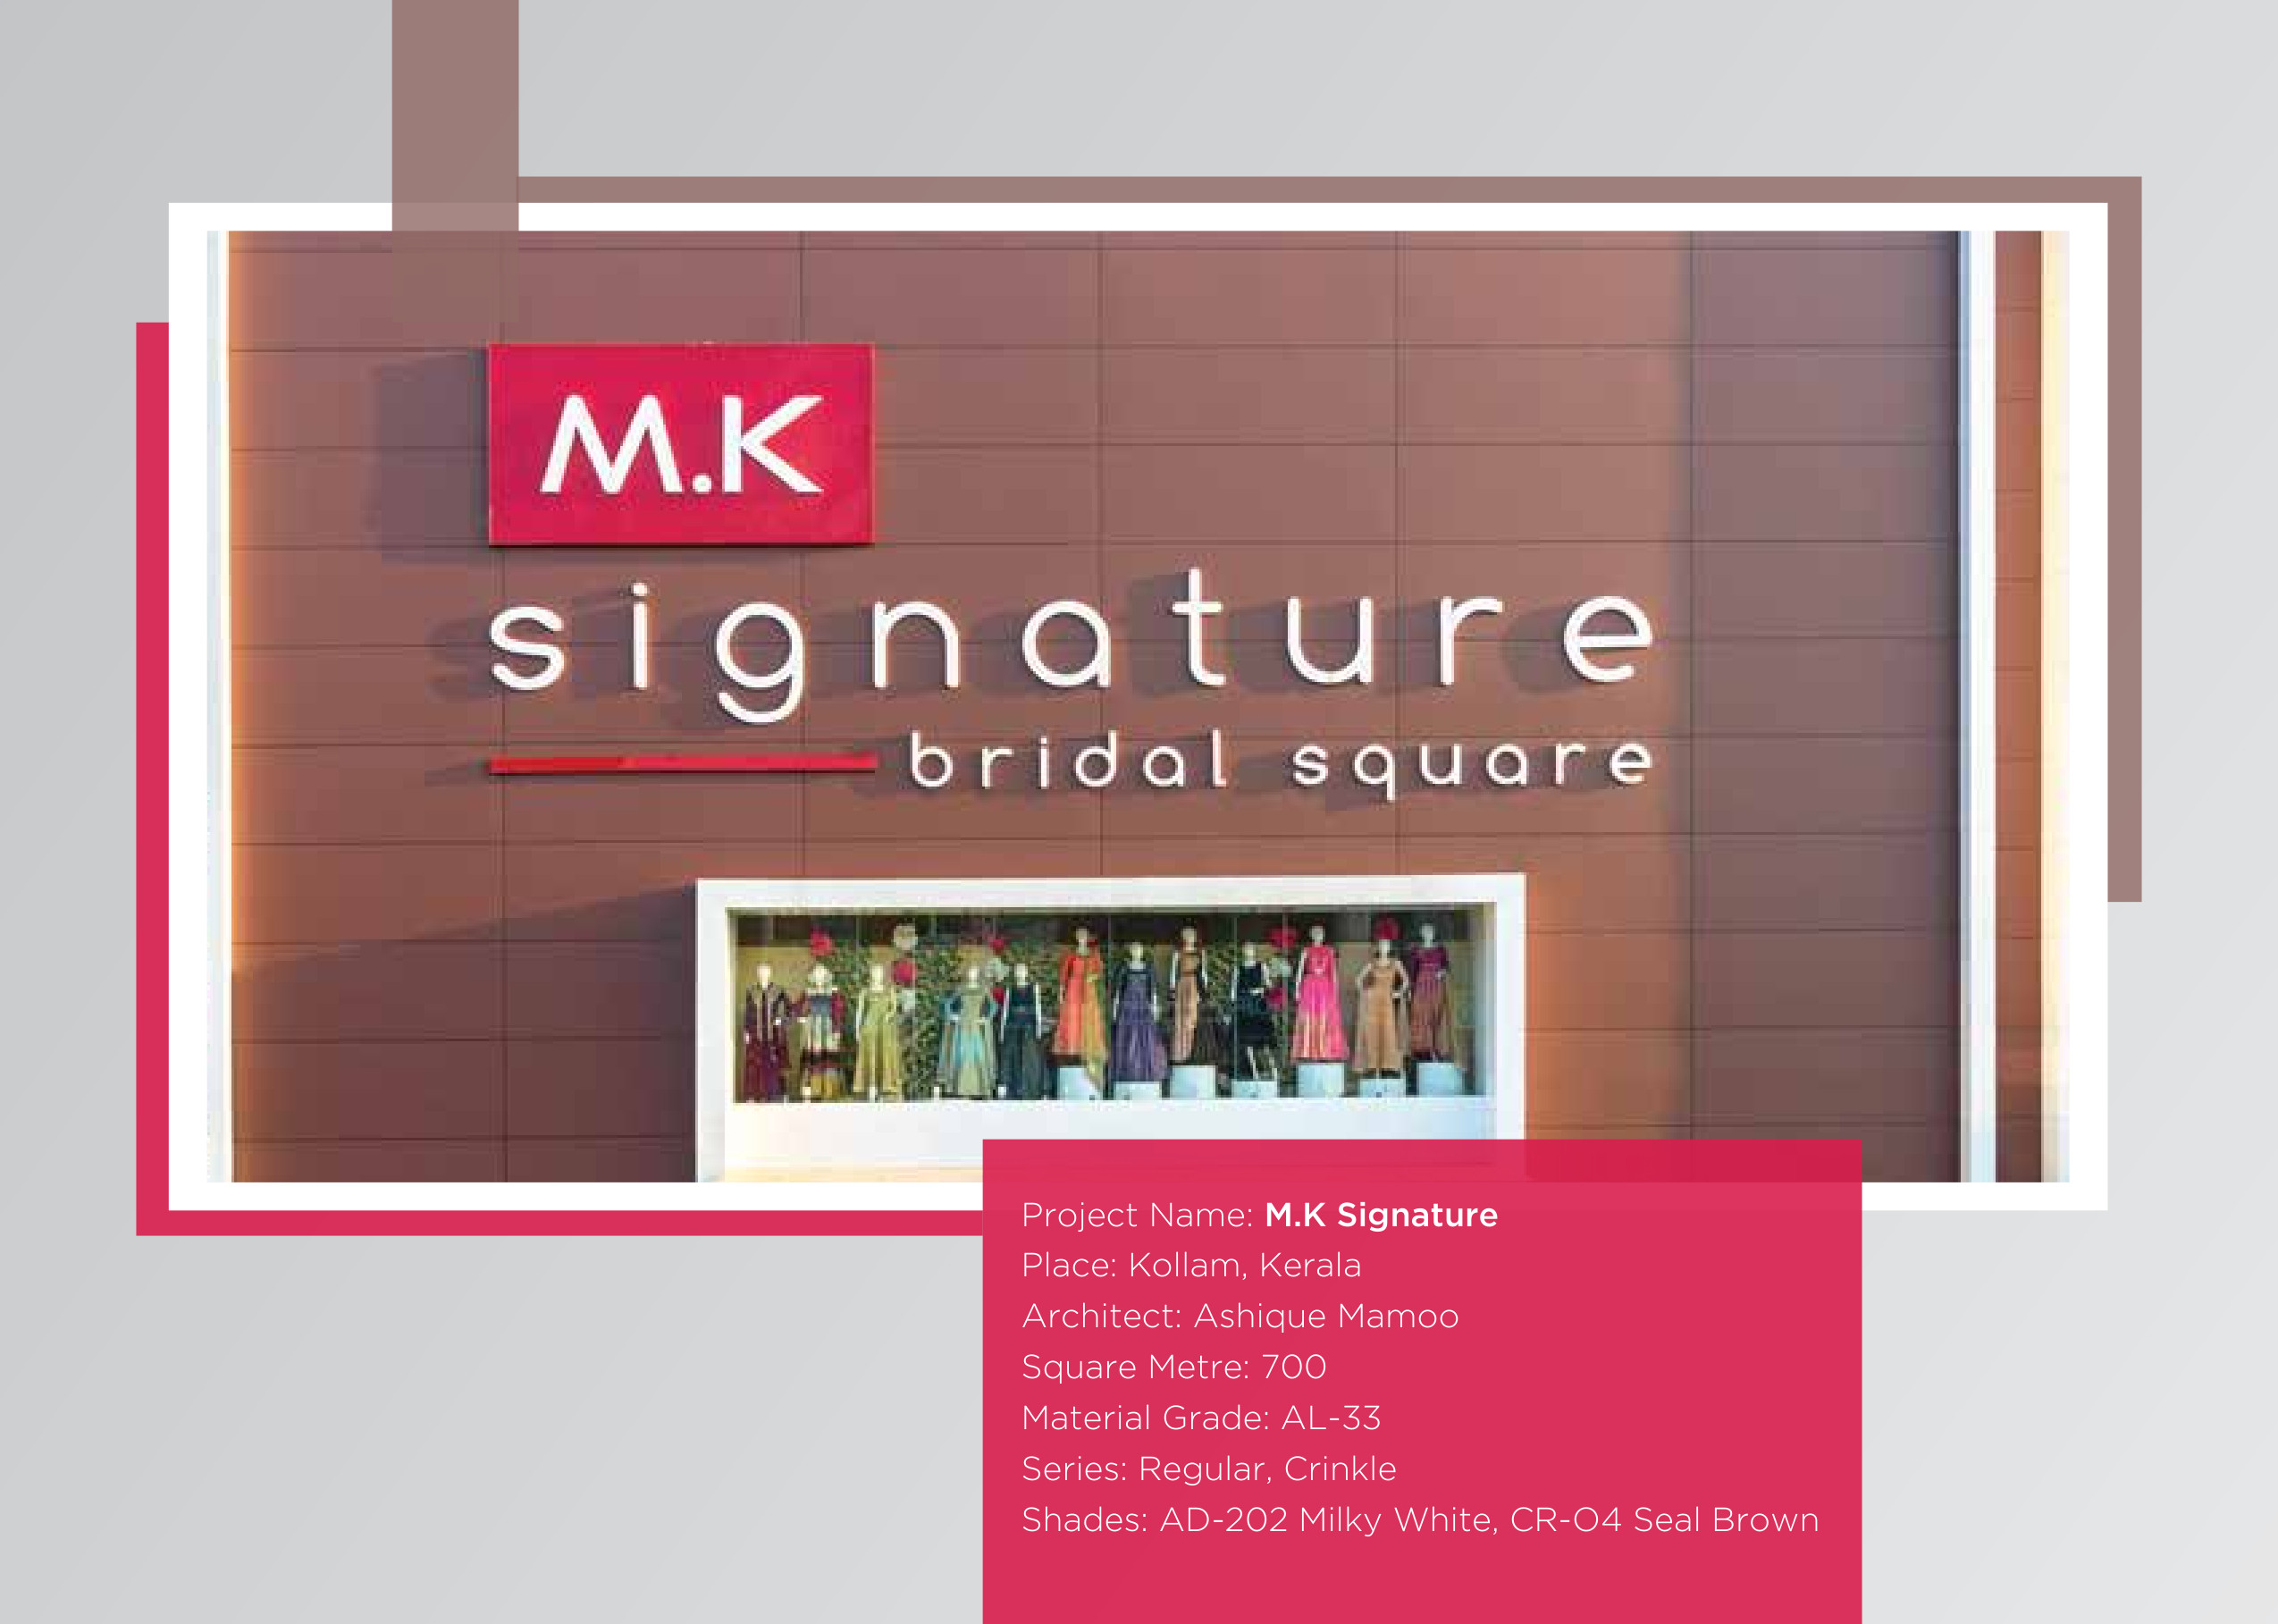 M.K
signature
bridal square
Project Name: M.K Signature
Place: Kollam, Kerala
Architect: Ashique Mamoo
Square Metre: 700
Material Grade: AL-33
Series: Regular, Crinkle
Shades: AD-202 Milky White, CR-04 Seal Brown